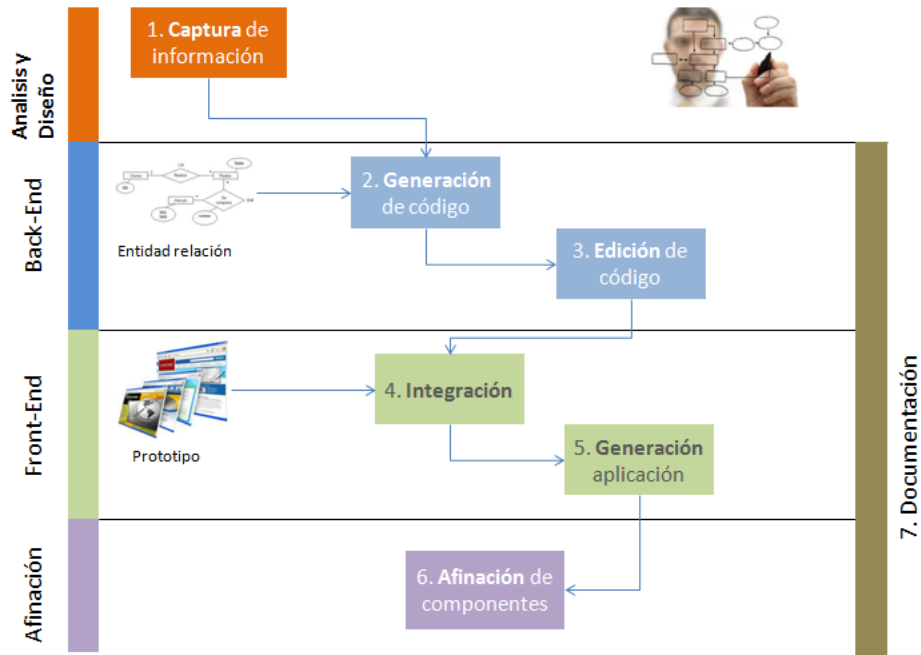 Analisis y
Diseño
1. Captura de
información
Back-End
2. Generación
de código
Entidad relación
3. Edición de
código
Front-End
4. Integración
Prototipo
5. Generación
aplicación
Afinación
6. Afinación de
componentes
7. Documentación